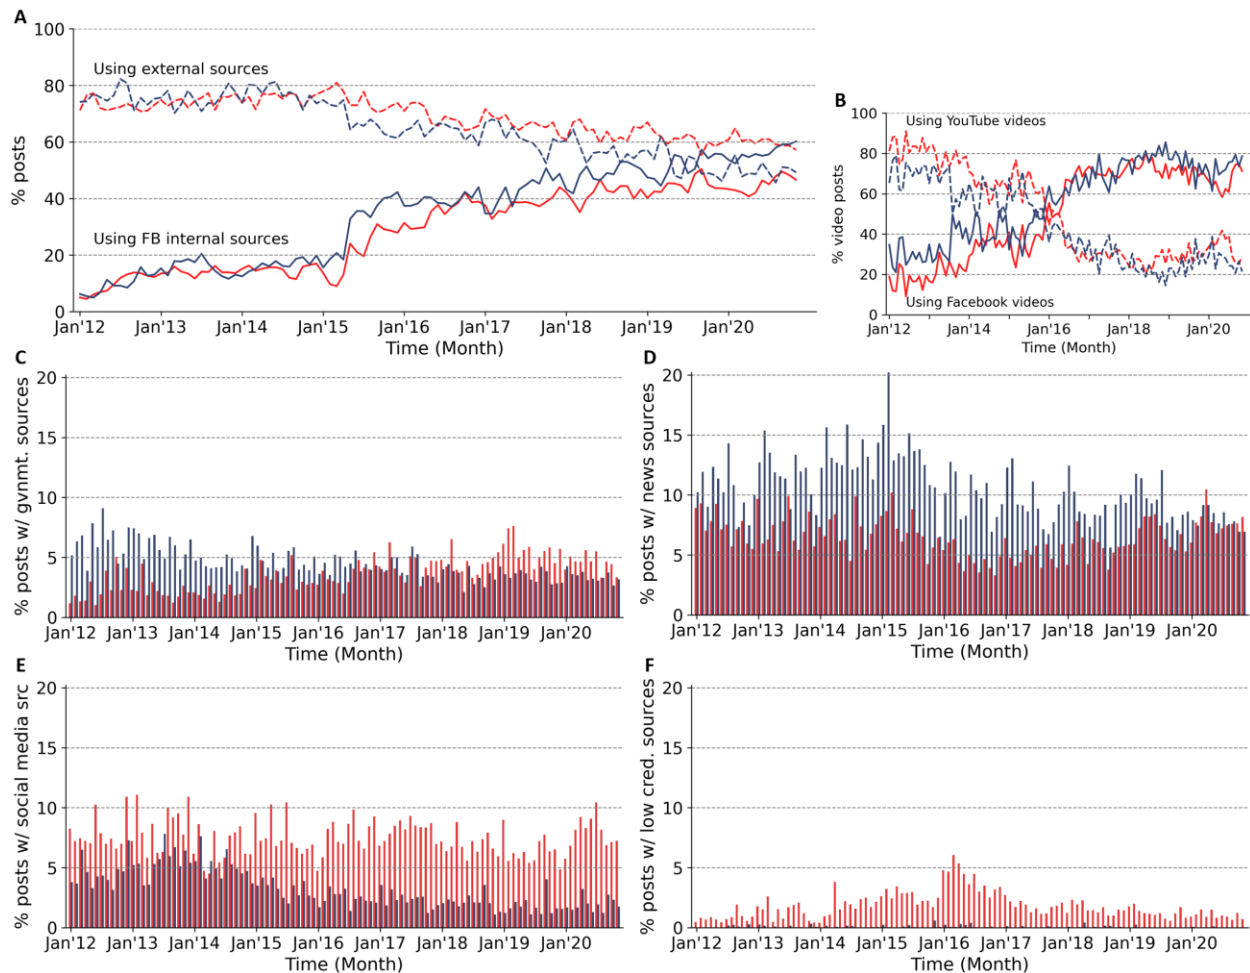 A
100
80
60
40
20
0
% posts
Using external sources
Using FB internal sources
Jan'12 Jan'13 Jan'14 Jan'15 Jan'16 Jan'17 Jan'18 Jan'19 Jan'20
Time (Month)
B
100
80
60
40
20
0
% video posts
Using YouTube videos
Using Facebook videos
Jan'12 Jan'14 Jan'16 Jan'18 Jan'20
Time (Month)
C
20
15
10
5
0
% posts w/ gvnmt. sources
Jan'12 Jan'13 Jan'14 Jan'15 Jan'16 Jan'17 Jan'18 Jan'19 Jan'20
Time (Month)
D
20
15
10
5
0
% posts w/ news sources
Jan'12 Jan'13 Jan'14 Jan'15 Jan'16 Jan'17 Jan'18 Jan'19 Jan'20
Time (Month)
E
20
15
10
5
0
% posts w/ social media src
Jan'12 Jan'13 Jan'14 Jan'15 Jan'16 Jan'17 Jan'18 Jan'19 Jan'20
Time (Month)
F
20
15
10
5
0
% posts w/ low cred. sources
Jan'12 Jan'13 Jan'14 Jan'15 Jan'16 Jan'17 Jan'18 Jan'19 Jan'20
Time (Month)